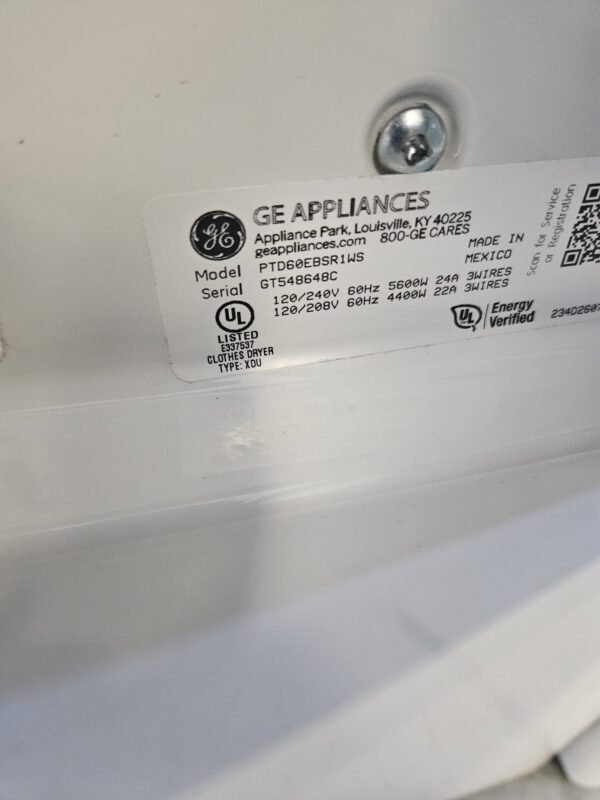 GE APPLIANCES
Appliance Park, Louisville, KY 40225
geappliances.com 800-GE CARES
Model PTD60EBSR1WS
Serial GT548648C
MADE IN
MEXICO
120/240V 60Hz 5600W 24A 3WIRES
120/208V 60Hz 4400W 22A 3WIRES
UL
LISTED
E337537
CLOTHES DRYER
TYPE: XDU
UL Energy
Verified
Scan for Service
or Registration